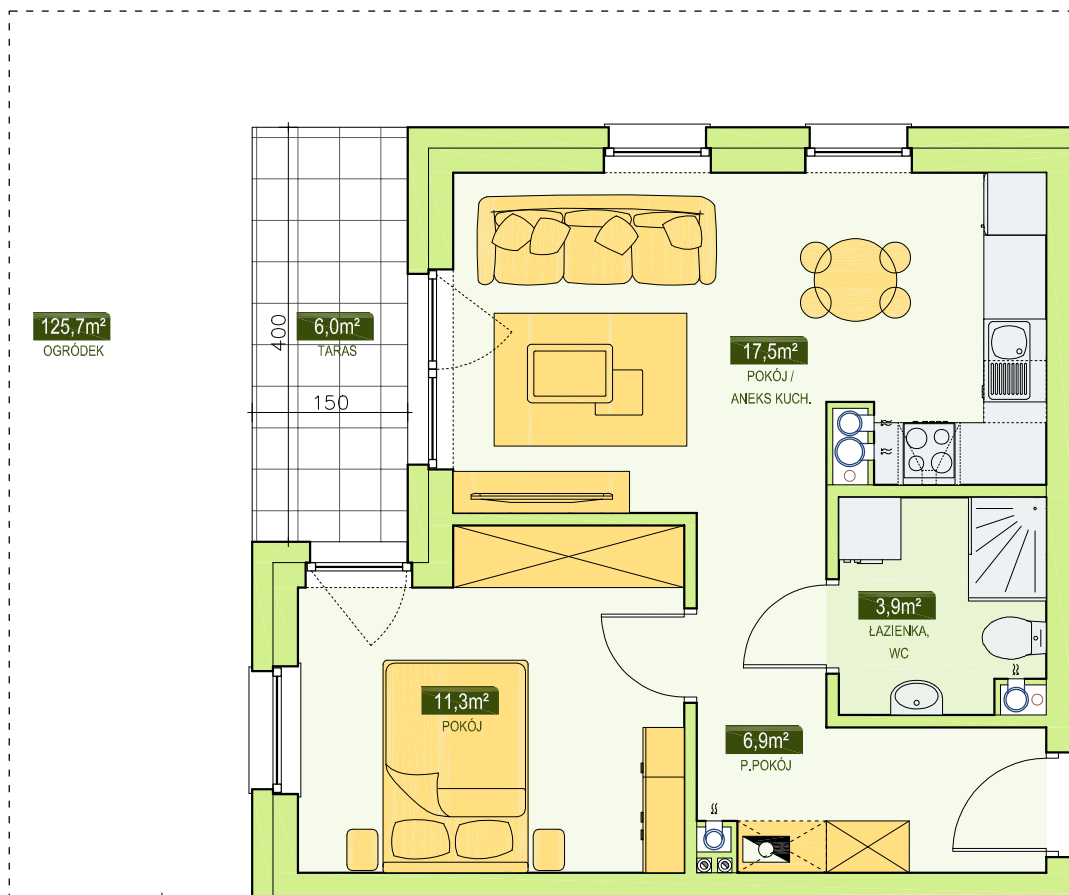 125,7m²
OGRÓDEK
400
6,0m²
TARAS
150
17,5m²
POKÓJ /
ANEKS KUCH.
3,9m²
ŁAZIENKA,
WC
11,3m²
POKÓJ
6,9m²
P.POKÓJ